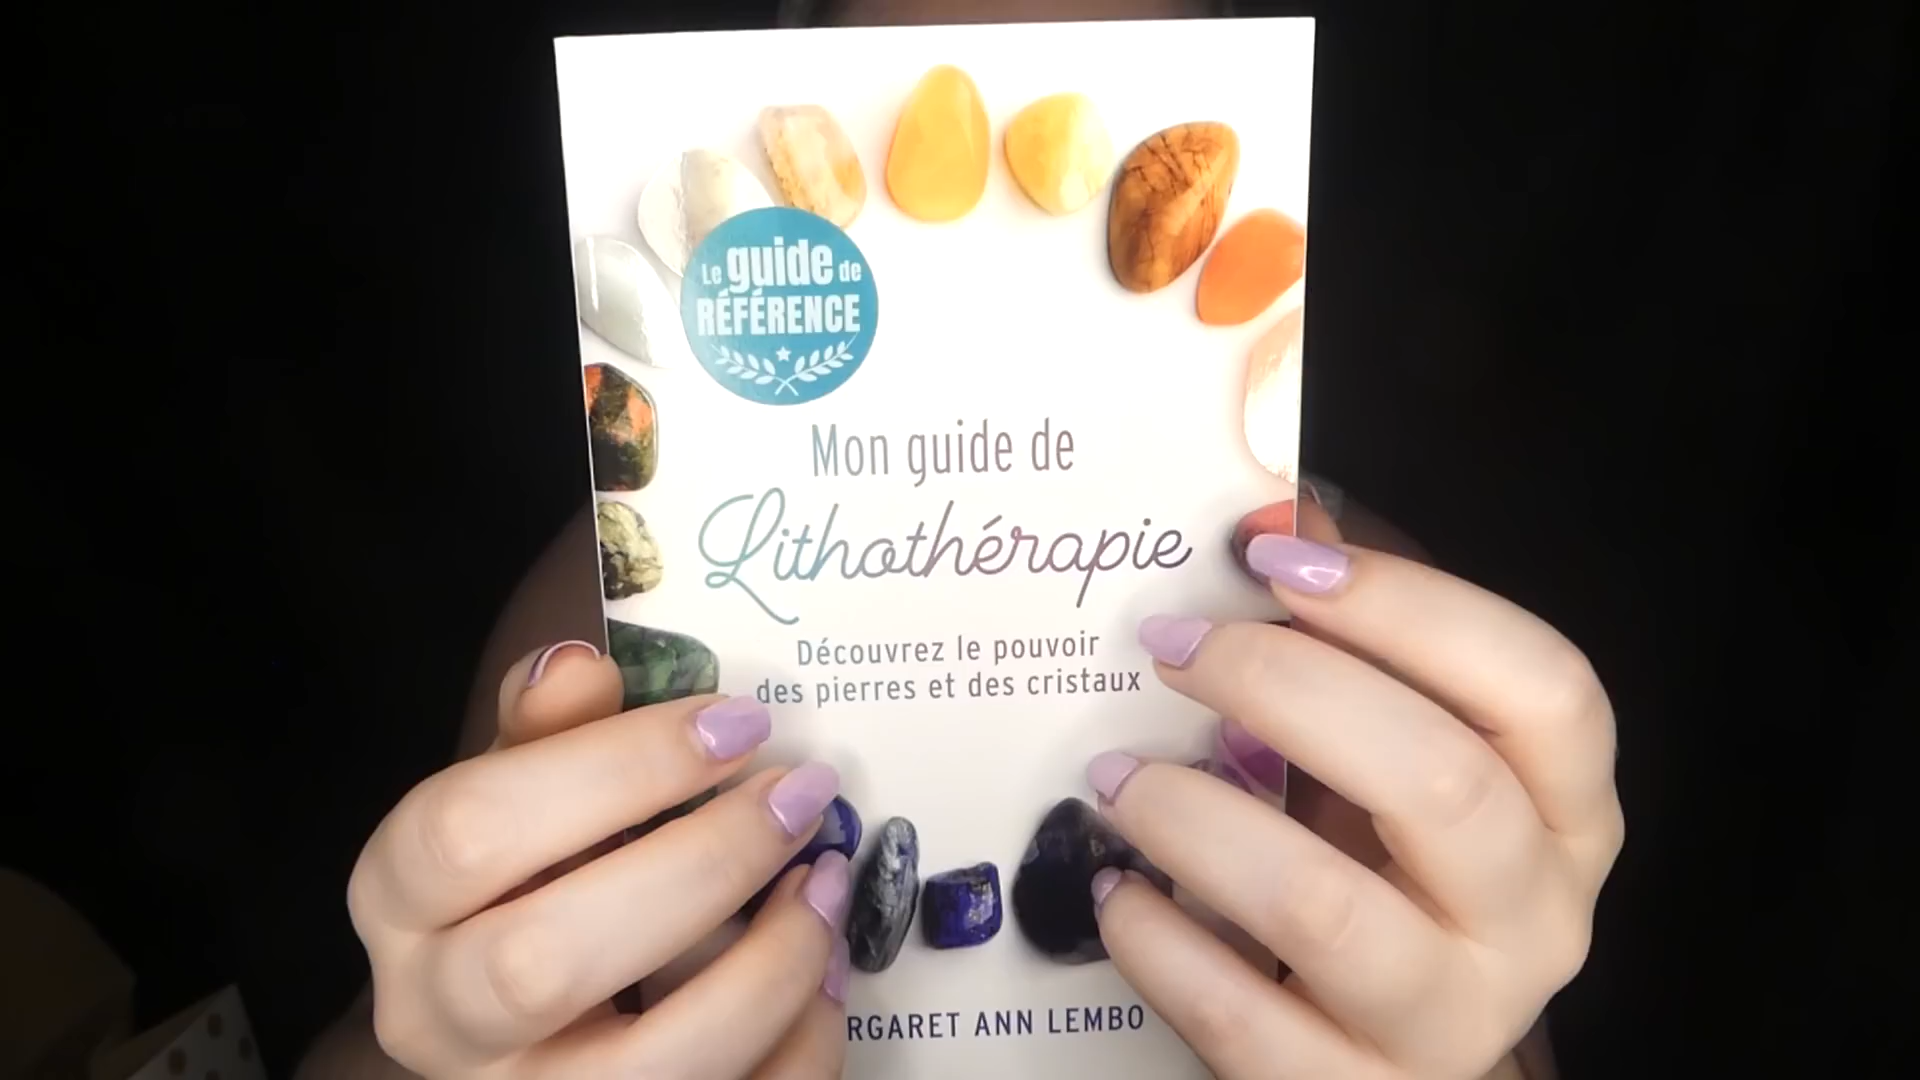 Le guide de
RÉFÉRENCE
Mon guide de
Lithothérapie
Découvrez le pouvoir
des pierres et des cristaux
RGARET ANN LEMBO